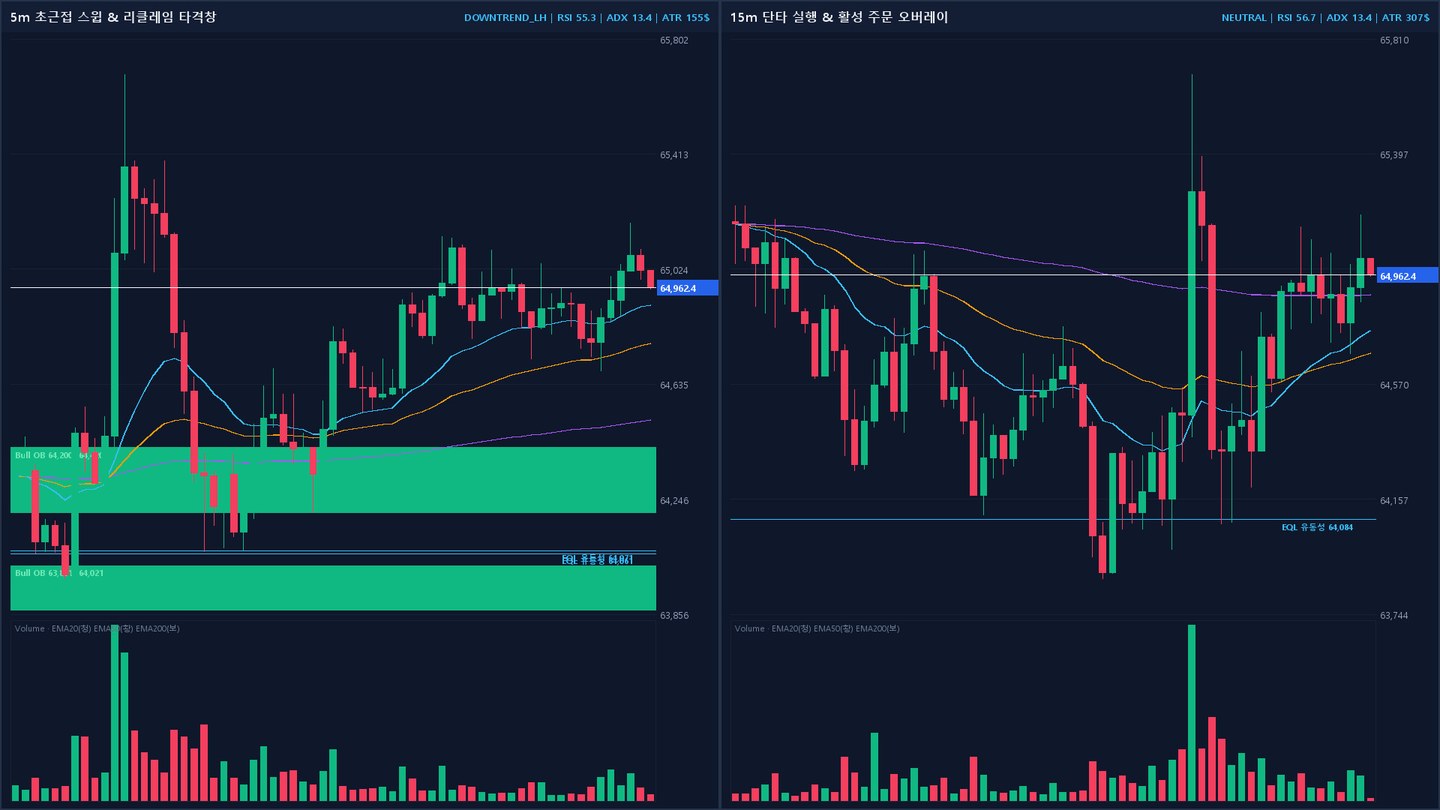 5m 초근접 스윕 & 리클레임 타격창
DOWNTREND_LH | RSI 55.3 | ADX 13.4 | ATR 155$
65,802
65,413
65,024
64,962.4
64,635
64,246
63,856
Bull OB 64,200
EQL 유동성 64,061
Bull OB 64,021
Volume · EMA20(청) EMA (황) EMA200(보)
15m 단타 실행 & 활성 주문 오버레이
NEUTRAL | RSI 56.7 | ADX 13.4 | ATR 307$
65,810
65,397
64,962.4
64,570
64,157
63,744
EQL 유동성 64,084
Volume · EMA20(청) EMA50(황) EMA200(보)